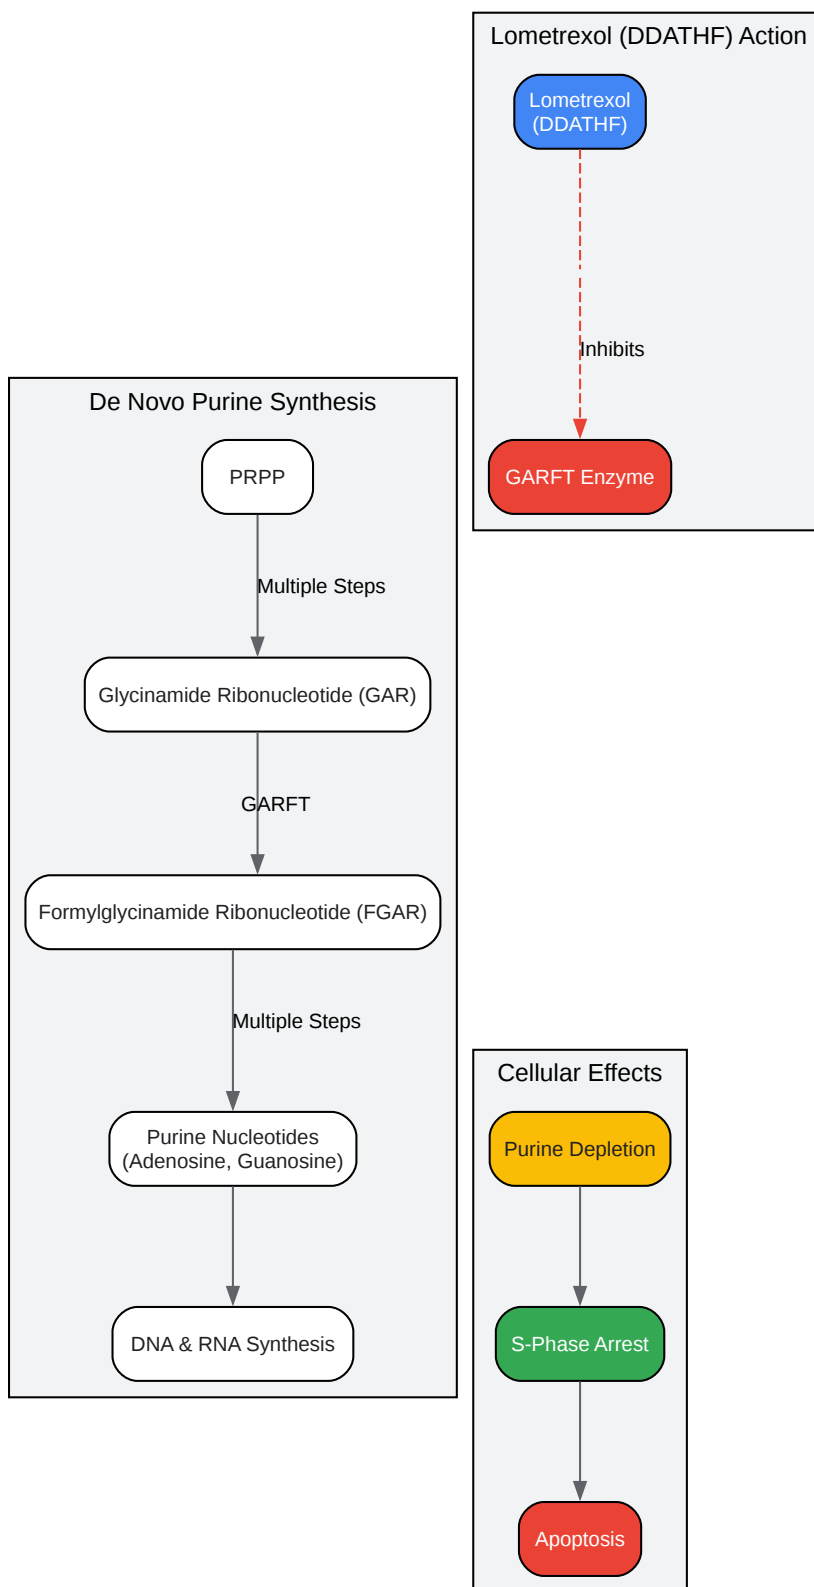 Lometrexol (DDATHF) Action
Lometrexol
(DDATHF)
Inhibits
GARFT Enzyme
De Novo Purine Synthesis
PRPP
Multiple Steps
Glycinamide Ribonucleotide (GAR)
GARFT
Formylglycinamide Ribonucleotide (FGAR)
Multiple Steps
Purine Nucleotides
(Adenosine, Guanosine)
DNA & RNA Synthesis
Cellular Effects
Purine Depletion
S-Phase Arrest
Apoptosis